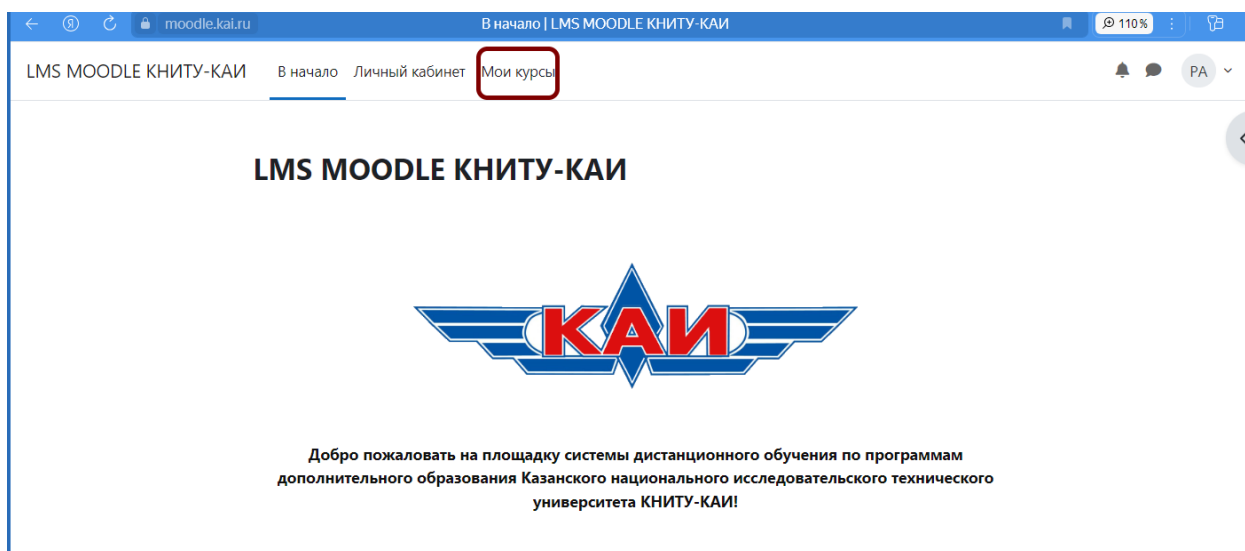 moodle.kai.ru В начало | LMS MOODLE КНИТУ-КАИ 110 %
LMS MOODLE КНИТУ-КАИ В начало Личный кабинет Мои курсы РА
LMS MOODLE КНИТУ-КАИ
КАИ
Добро пожаловать на площадку системы дистанционного обучения по программам
дополнительного образования Казанского национального исследовательского технического
университета КНИТУ-КАИ!